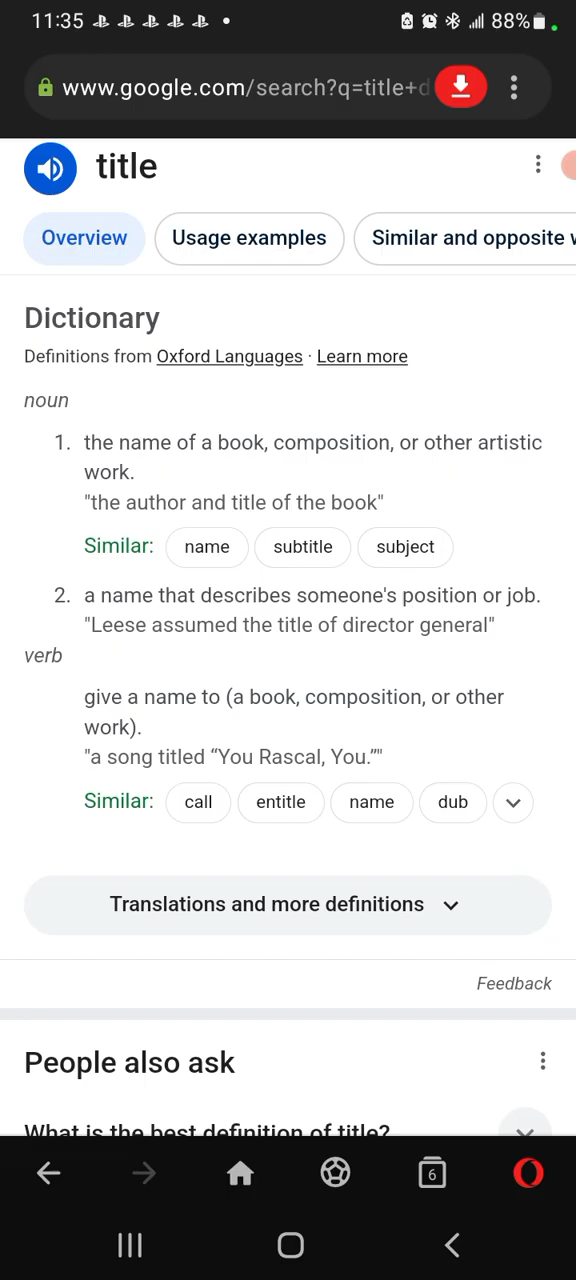 11:35
88%
www.google.com/search?q=title+d
title
Overview
Usage examples
Similar and opposite w
Dictionary
Definitions from Oxford Languages · Learn more
noun
1. the name of a book, composition, or other artistic
work.
"the author and title of the book"
Similar: name subtitle subject
2. a name that describes someone's position or job.
"Leese assumed the title of director general"
verb
give a name to (a book, composition, or other
work).
"a song titled “You Rascal, You.”"
Similar: call entitle name dub
Translations and more definitions
Feedback
People also ask
What is the best definition of title?
6